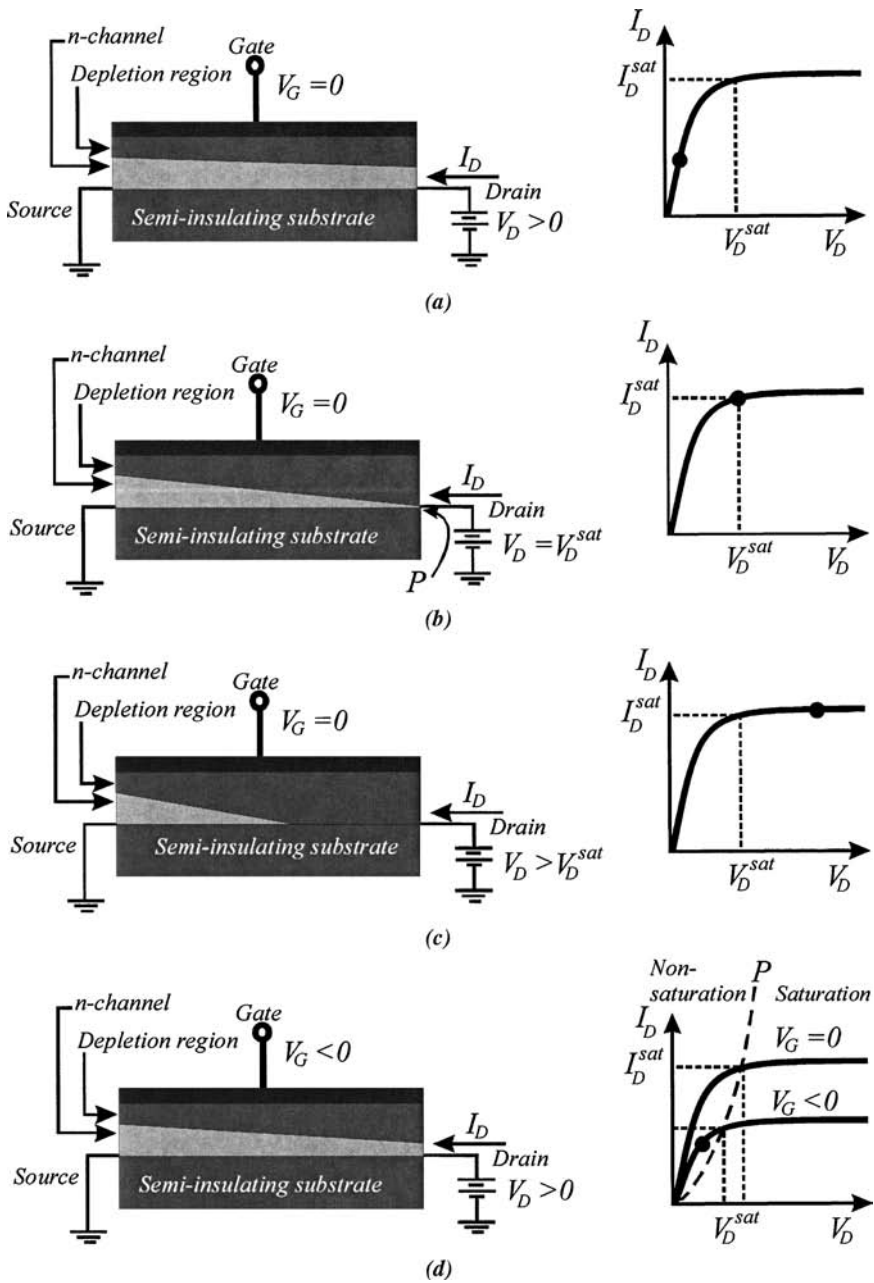 n-channel
Depletion region
Gate
V_G=0
I_D
Drain
V_D>0
Source
Semi-insulating substrate
I_D
I_D^sat
V_D^sat
V_D
(a)
n-channel
Depletion region
Gate
V_G=0
I_D
Drain
V_D=V_D^sat
Source
Semi-insulating substrate
P
I_D
I_D^sat
V_D^sat
V_D
(b)
n-channel
Depletion region
Gate
V_G=0
I_D
Drain
V_D>V_D^sat
Source
Semi-insulating substrate
I_D
I_D^sat
V_D^sat
V_D
(c)
n-channel
Depletion region
Gate
V_G<0
I_D
Drain
V_D>0
Source
Semi-insulating substrate
Non-
saturation
P
Saturation
I_D
I_D^sat
V_G=0
V_G<0
V_D^sat
V_D
(d)